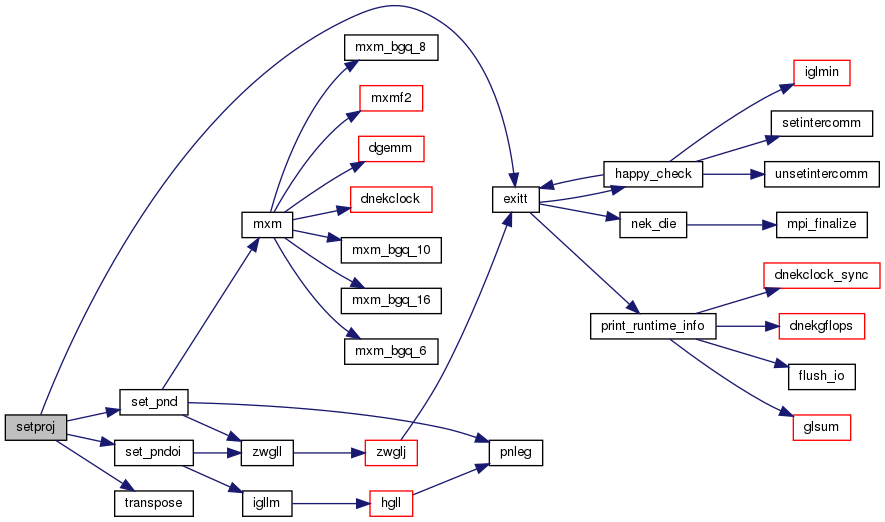 mxm_bgq_8
mxmf2
dgemm
dnekclock
mxm
mxm_bgq_10
mxm_bgq_16
mxm_bgq_6
exitt
iglmin
setintercomm
happy_check
unsetintercomm
nek_die
mpi_finalize
dnekclock_sync
print_runtime_info
dnekgflops
flush_io
glsum
set_pnd
setproj
set_pndoi
zwgll
zwglj
pnleg
transpose
igllm
hgll